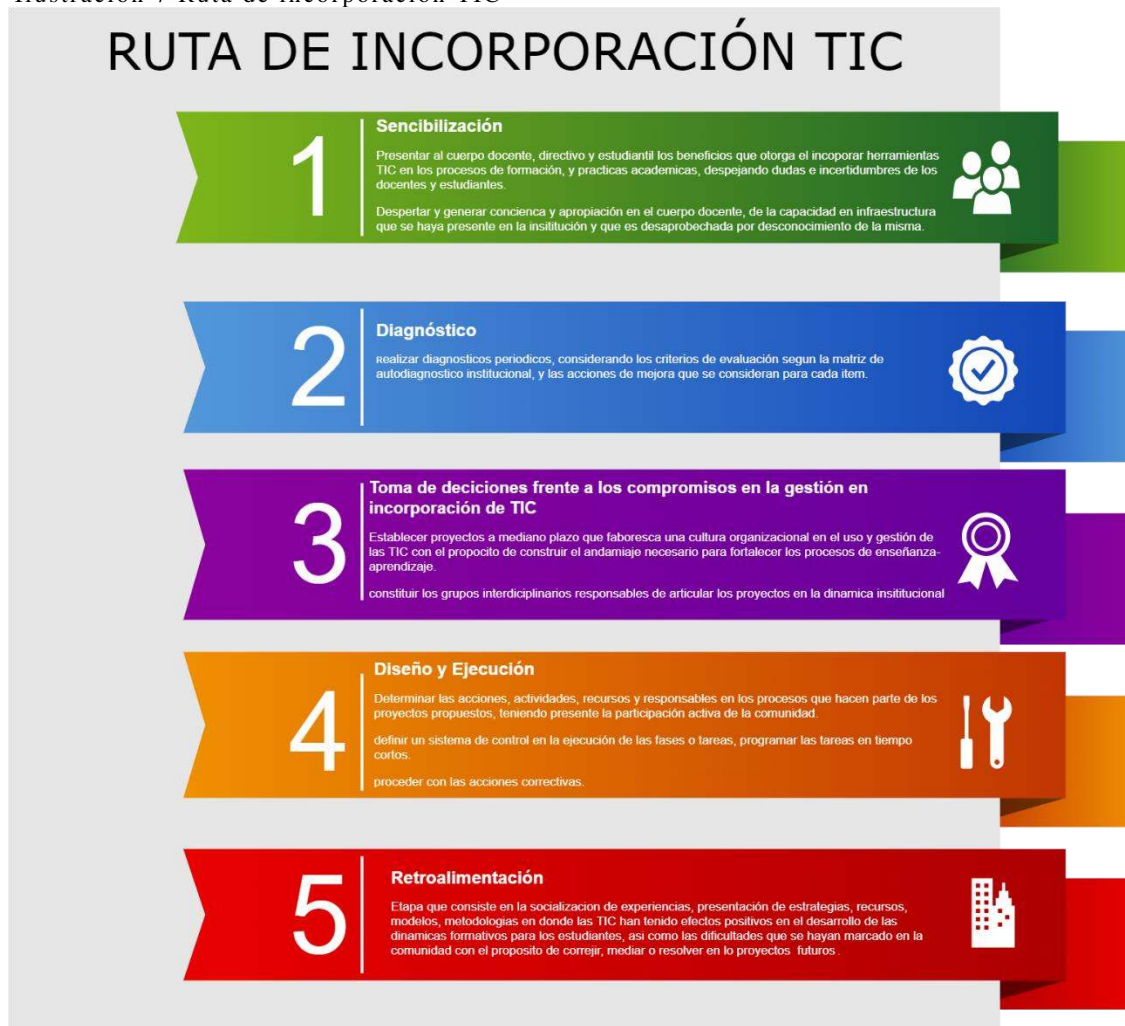 Ilustración 7 Ruta de incorporación TIC
RUTA DE INCORPORACIÓN TIC
1
Sencibilización
Presentar al cuerpo docente, directivo y estudiantil los beneficios que otorga el incoporar herramientas
TIC en los procesos de formación, y practicas academicas, despejando dudas e incertidumbres de los
docentes y estudiantes.
Despertar y generar concienca y apropiación en el cuerpo docente, de la capacidad en infraestructura
que se haya presente en la insititución y que es desaprobechada por desconocimiento de la misma.
2
Diagnóstico
Realizar diagnosticos periodicos, considerando los criterios de evaluación segun la matriz de
autodiagnostico institucional, y las acciones de mejora que se consideran para cada item.
3
Toma de deciciones frente a los compromisos en la gestión en
incorporación de TIC
Establecer proyectos a mediano plazo que faboresca una cultura organizacional en el uso y gestión de
las TIC con el propocito de construir el andamiaje necesario para fortalecer los procesos de enseñanza-
aprendizaje.
constituir los grupos interdiciplinarios responsables de articular los proyectos en la dinamica insititucional
4
Diseño y Ejecución
Determinar las acciones, actividades, recursos y responsables en los procesos que hacen parte de los
proyectos propuestos, teniendo presente la participación activa de la comunidad.
definir un sistema de control en la ejecución de las fases o tareas, programar las tareas en tiempo
cortos.
proceder con las acciones correctivas.
5
Retroalimentación
Etapa que consiste en la socializacion de experiencias, presentación de estrategias, recursos,
modelos, metodologias en donde las TIC han tenido efectos positivos en el desarrollo de las
dinamicas formativos para los estudiantes, asi como las dificultades que se hayan marcado en la
comunidad con el proposito de correjir, mediar o resolver en lo proyectos futuros .